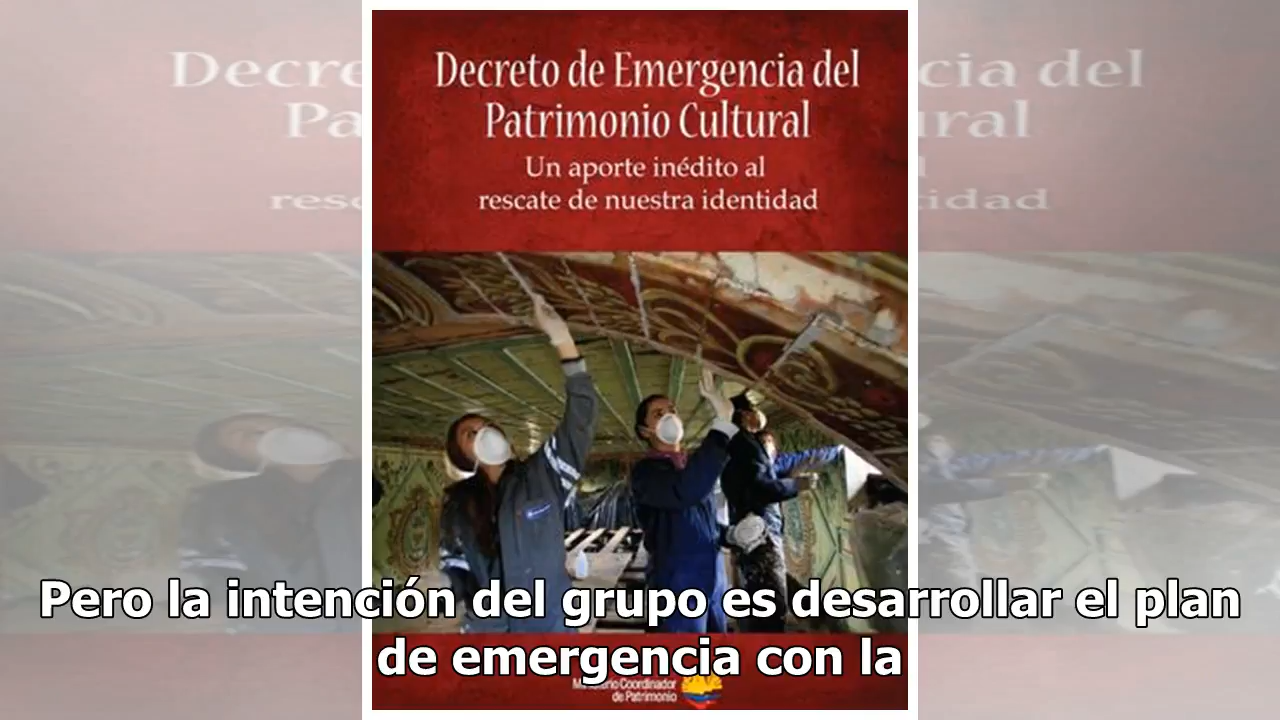 Decreto de Emergencia del
Patrimonio Cultural
Un aporte inédito al
rescate de nuestra identidad
Pero la intención del grupo es desarrollar el plan
de emergencia con la
Ministerio Coordinador
de Patrimonio